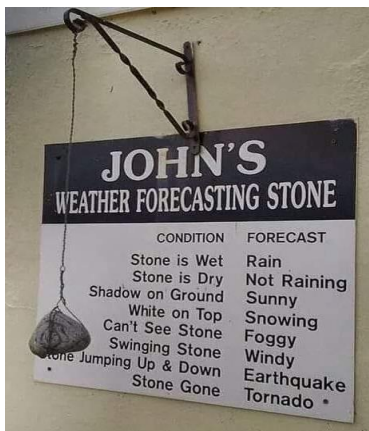 JOHN'S
WEATHER FORECASTING STONE
CONDITION FORECAST
Stone is Wet Rain
Stone is Dry Not Raining
Shadow on Ground Sunny
White on Top Snowing
Can't See Stone Foggy
Swinging Stone Windy
Stone Jumping Up & Down Earthquake
Stone Gone Tornado